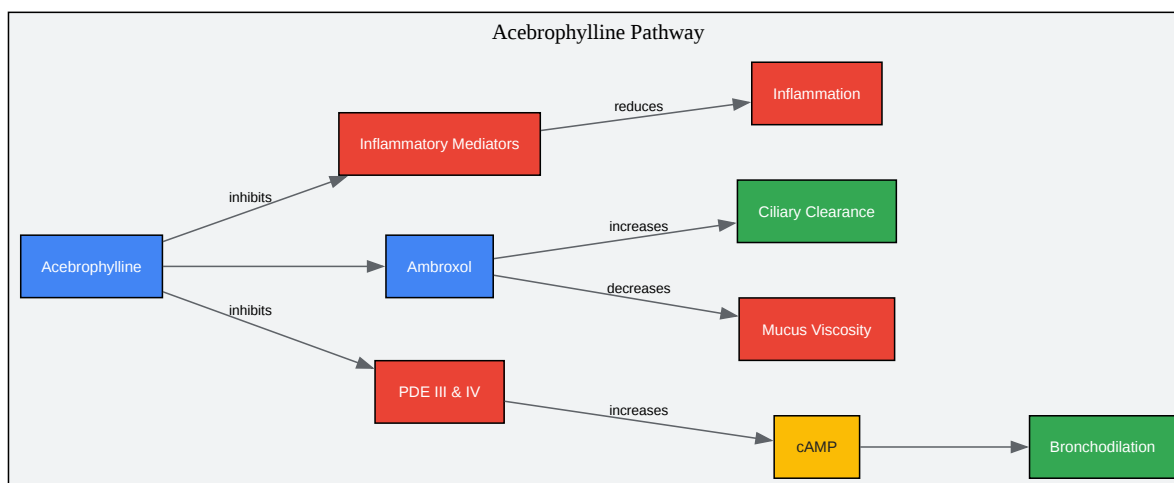 Acebrophylline Pathway
Inflammation
reduces
Inflammatory Mediators
inhibits
Ciliary Clearance
increases
Acebrophylline
Ambroxol
decreases
inhibits
Mucus Viscosity
PDE III & IV
increases
cAMP
Bronchodilation